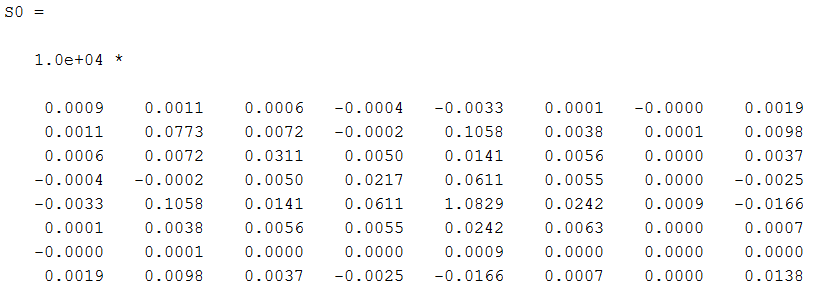 S0 =
1.0e+04 *
0.0009 0.0011 0.0006 -0.0004 -0.0033 0.0001 -0.0000 0.0019
0.0011 0.0773 0.0072 -0.0002 0.1058 0.0038 0.0001 0.0098
0.0006 0.0072 0.0311 0.0050 0.0141 0.0056 0.0000 0.0037
-0.0004 -0.0002 0.0050 0.0217 0.0611 0.0055 0.0000 -0.0025
-0.0033 0.1058 0.0141 0.0611 1.0829 0.0242 0.0009 -0.0166
0.0001 0.0038 0.0056 0.0055 0.0242 0.0063 0.0000 0.0007
-0.0000 0.0001 0.0000 0.0000 0.0009 0.0000 0.0000 0.0000
0.0019 0.0098 0.0037 -0.0025 -0.0166 0.0007 0.0000 0.0138